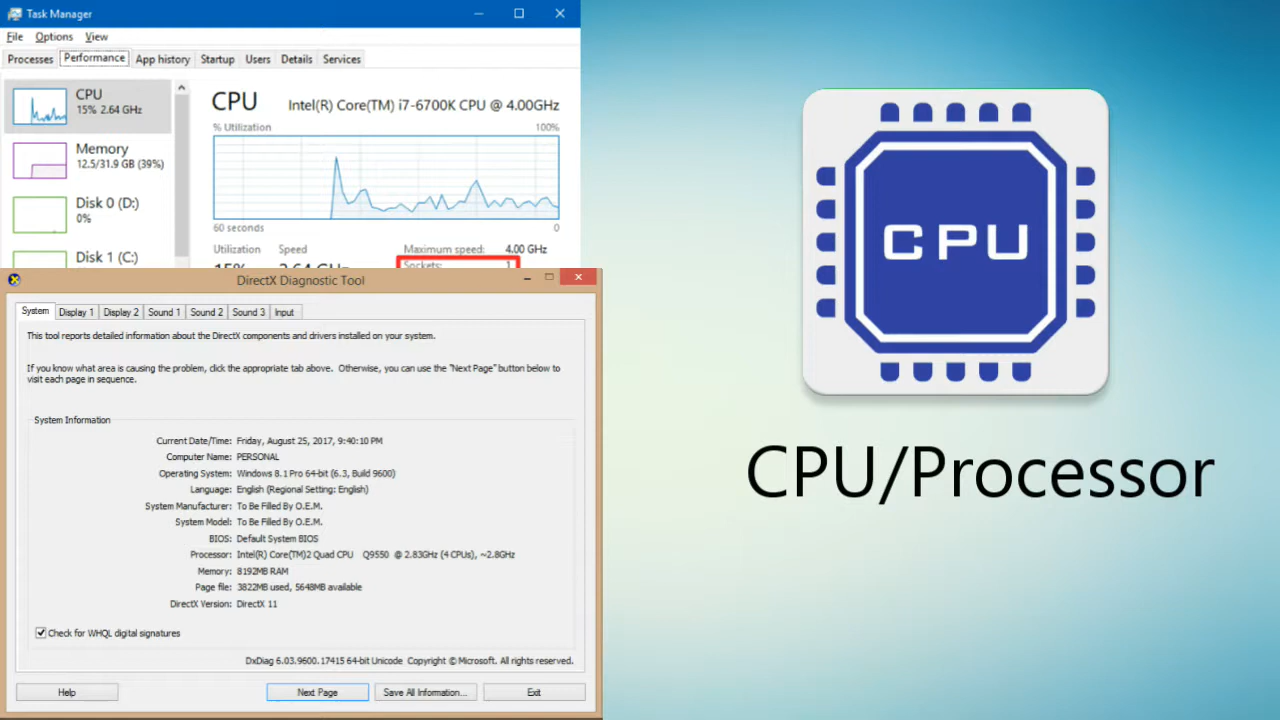 Task Manager
File Options View
Processes Performance App history Startup Users Details Services
CPU
15% 2.64 GHz
Memory
12.5/31.9 GB (39%)
Disk 0 (D:)
0%
Disk 1 (C:)
CPU Intel(R) Core(TM) i7-6700K CPU @ 4.00GHz
% Utilization 100%
60 seconds 0
Utilization Speed Maximum speed: 4.00 GHz
15% 2.64 GHz Sockets: 1
DirectX Diagnostic Tool
System Display 1 Display 2 Sound 1 Sound 2 Sound 3 Input
This tool reports detailed information about the DirectX components and drivers installed on your system.
If you know what area is causing the problem, click the appropriate tab above. Otherwise, you can use the "Next Page" button below to
visit each page in sequence.
System Information
Current Date/Time: Friday, August 25, 2017, 9:40:10 PM
Computer Name: PERSONAL
Operating System: Windows 8.1 Pro 64-bit (6.3, Build 9600)
Language: English (Regional Setting: English)
System Manufacturer: To Be Filled By O.E.M.
System Model: To Be Filled By O.E.M.
BIOS: Default System BIOS
Processor: Intel(R) Core(TM)2 Quad CPU Q9550 @ 2.83GHz (4 CPUs), ~2.8GHz
Memory: 8192MB RAM
Page file: 3822MB used, 5648MB available
DirectX Version: DirectX 11
Check for WHQL digital signatures
DxDiag 6.03.9600.17415 64-bit Unicode Copyright © Microsoft. All rights reserved.
Help Next Page Save All Information... Exit
CPU
CPU/Processor